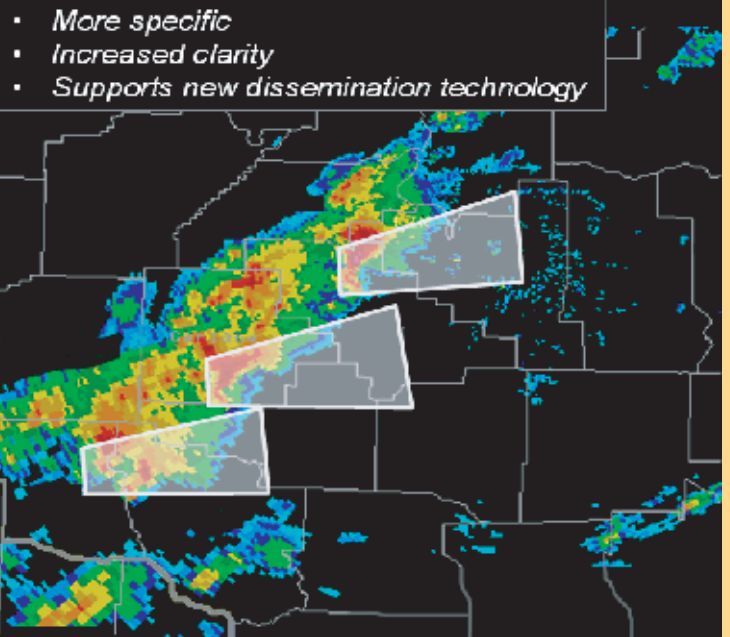 ▪ More specific
▪ Increased clarity
▪ Supports new dissemination technology